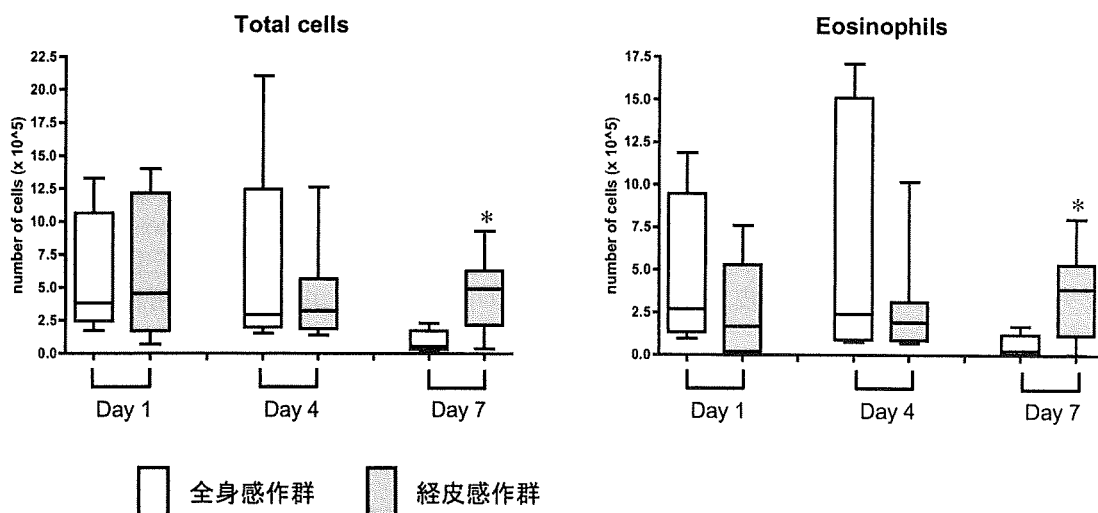 Total cells
number of cells (x 10^5)
22.5
20.0
17.5
15.0
12.5
10.0
7.5
5.0
2.5
0.0
*
Day 1
Day 4
Day 7
Eosinophils
number of cells (x 10^5)
17.5
15.0
12.5
10.0
7.5
5.0
2.5
0.0
*
Day 1
Day 4
Day 7
全身感作群
経皮感作群